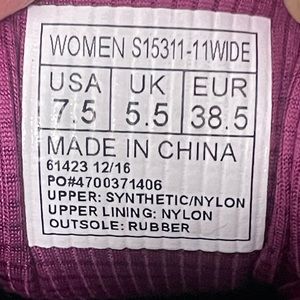 WOMEN S15311-11WIDE
USA UK EUR
7.5 5.5 38.5
MADE IN CHINA
61423 12/16
PO#4700371406
UPPER: SYNTHETIC/NYLON
UPPER LINING: NYLON
OUTSOLE: RUBBER